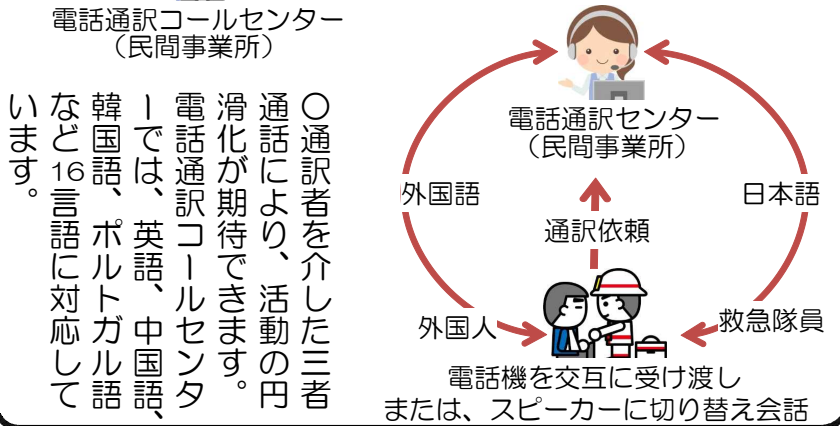 電話通訳コールセンター
（民間事業所）
〇通訳者を介した三者
通話により、活動の円
滑化が期待できます。
電話通訳コールセンタ
ーでは、英語、中国語、
韓国語、ポルトガル語
など16言語に対応して
います。
電話通訳センター
（民間事業所）
外国語
日本語
通訳依頼
外国人
救急隊員
電話機を交互に受け渡し
または、スピーカーに切り替え会話